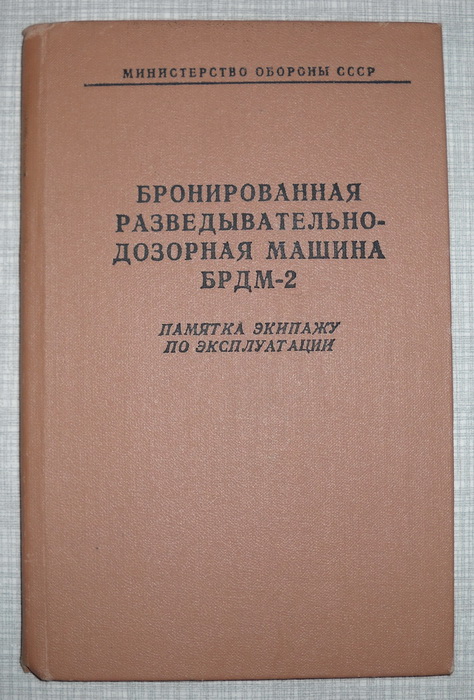 МИНИСТЕРСТВО ОБОРОНЫ СССР
БРОНИРОВАННАЯ
РАЗВЕДЫВАТЕЛЬНО-
ДОЗОРНАЯ МАШИНА
БРДМ-2
ПАМЯТКА ЭКИПАЖУ
ПО ЭКСПЛУАТАЦИИ